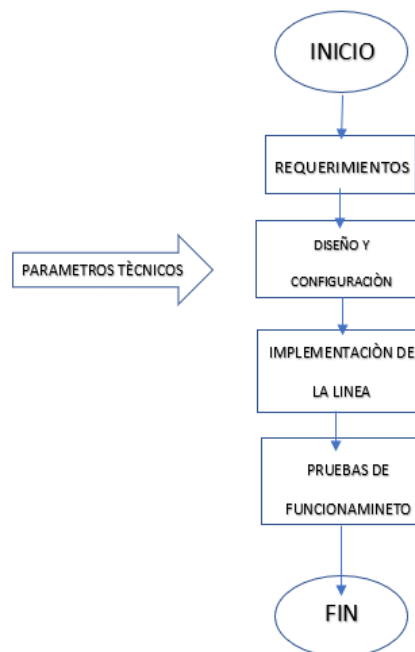 INICIO
REQUERIMIENTOS
PARAMETROS TÈCNICOS
DISEÑO Y
CONFIGURACIÒN
IMPLEMENTACIÒN DE
LA LINEA
PRUEBAS DE
FUNCIONAMINETO
FIN